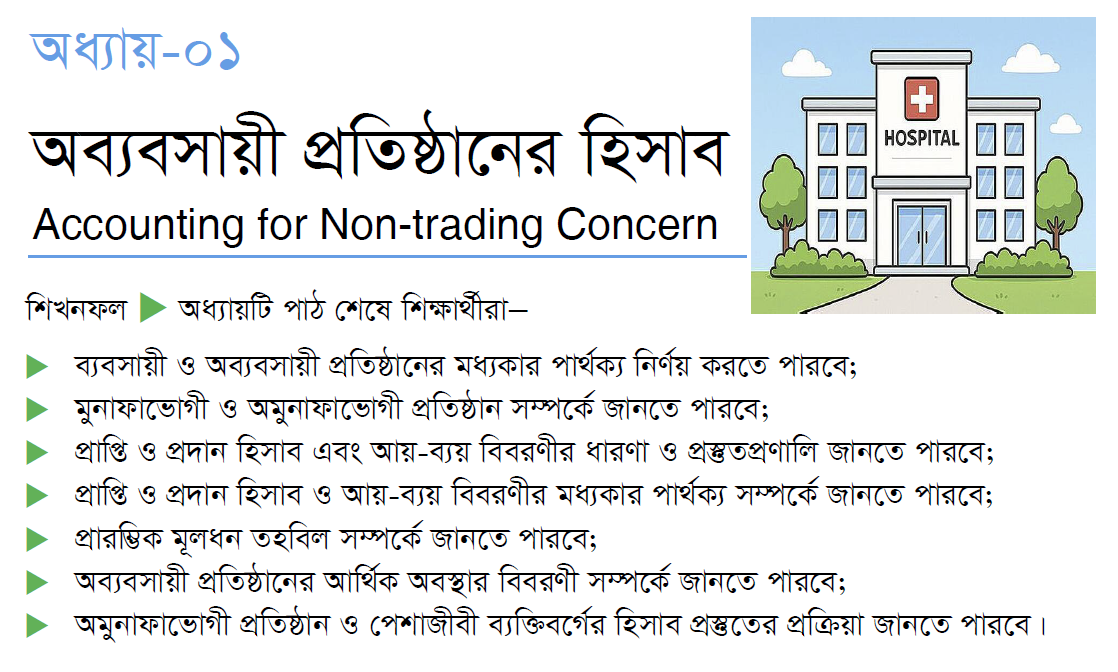 অধ্যায়-০১
HOSPITAL
অব্যবসায়ী প্রতিষ্ঠানের হিসাব
Accounting for Non-trading Concern
শিখনফল ▶ অধ্যায়টি পাঠ শেষে শিক্ষার্থীরা–
▶ ব্যবসায়ী ও অব্যবসায়ী প্রতিষ্ঠানের মধ্যকার পার্থক্য নির্ণয় করতে পারবে;
▶ মুনাফাভোগী ও অমুনাফাভোগী প্রতিষ্ঠান সম্পর্কে জানতে পারবে;
▶ প্রাপ্তি ও প্রদান হিসাব এবং আয়-ব্যয় বিবরণীর ধারণা ও প্রস্তুতপ্রণালি জানতে পারবে;
▶ প্রাপ্তি ও প্রদান হিসাব ও আয়-ব্যয় বিবরণীর মধ্যকার পার্থক্য সম্পর্কে জানতে পারবে;
▶ প্রারম্ভিক মূলধন তহবিল সম্পর্কে জানতে পারবে;
▶ অব্যবসায়ী প্রতিষ্ঠানের আর্থিক অবস্থার বিবরণী সম্পর্কে জানতে পারবে;
▶ অমুনাফাভোগী প্রতিষ্ঠান ও পেশাজীবী ব্যক্তিবর্গের হিসাব প্রস্তুতের প্রক্রিয়া জানতে পারবে।